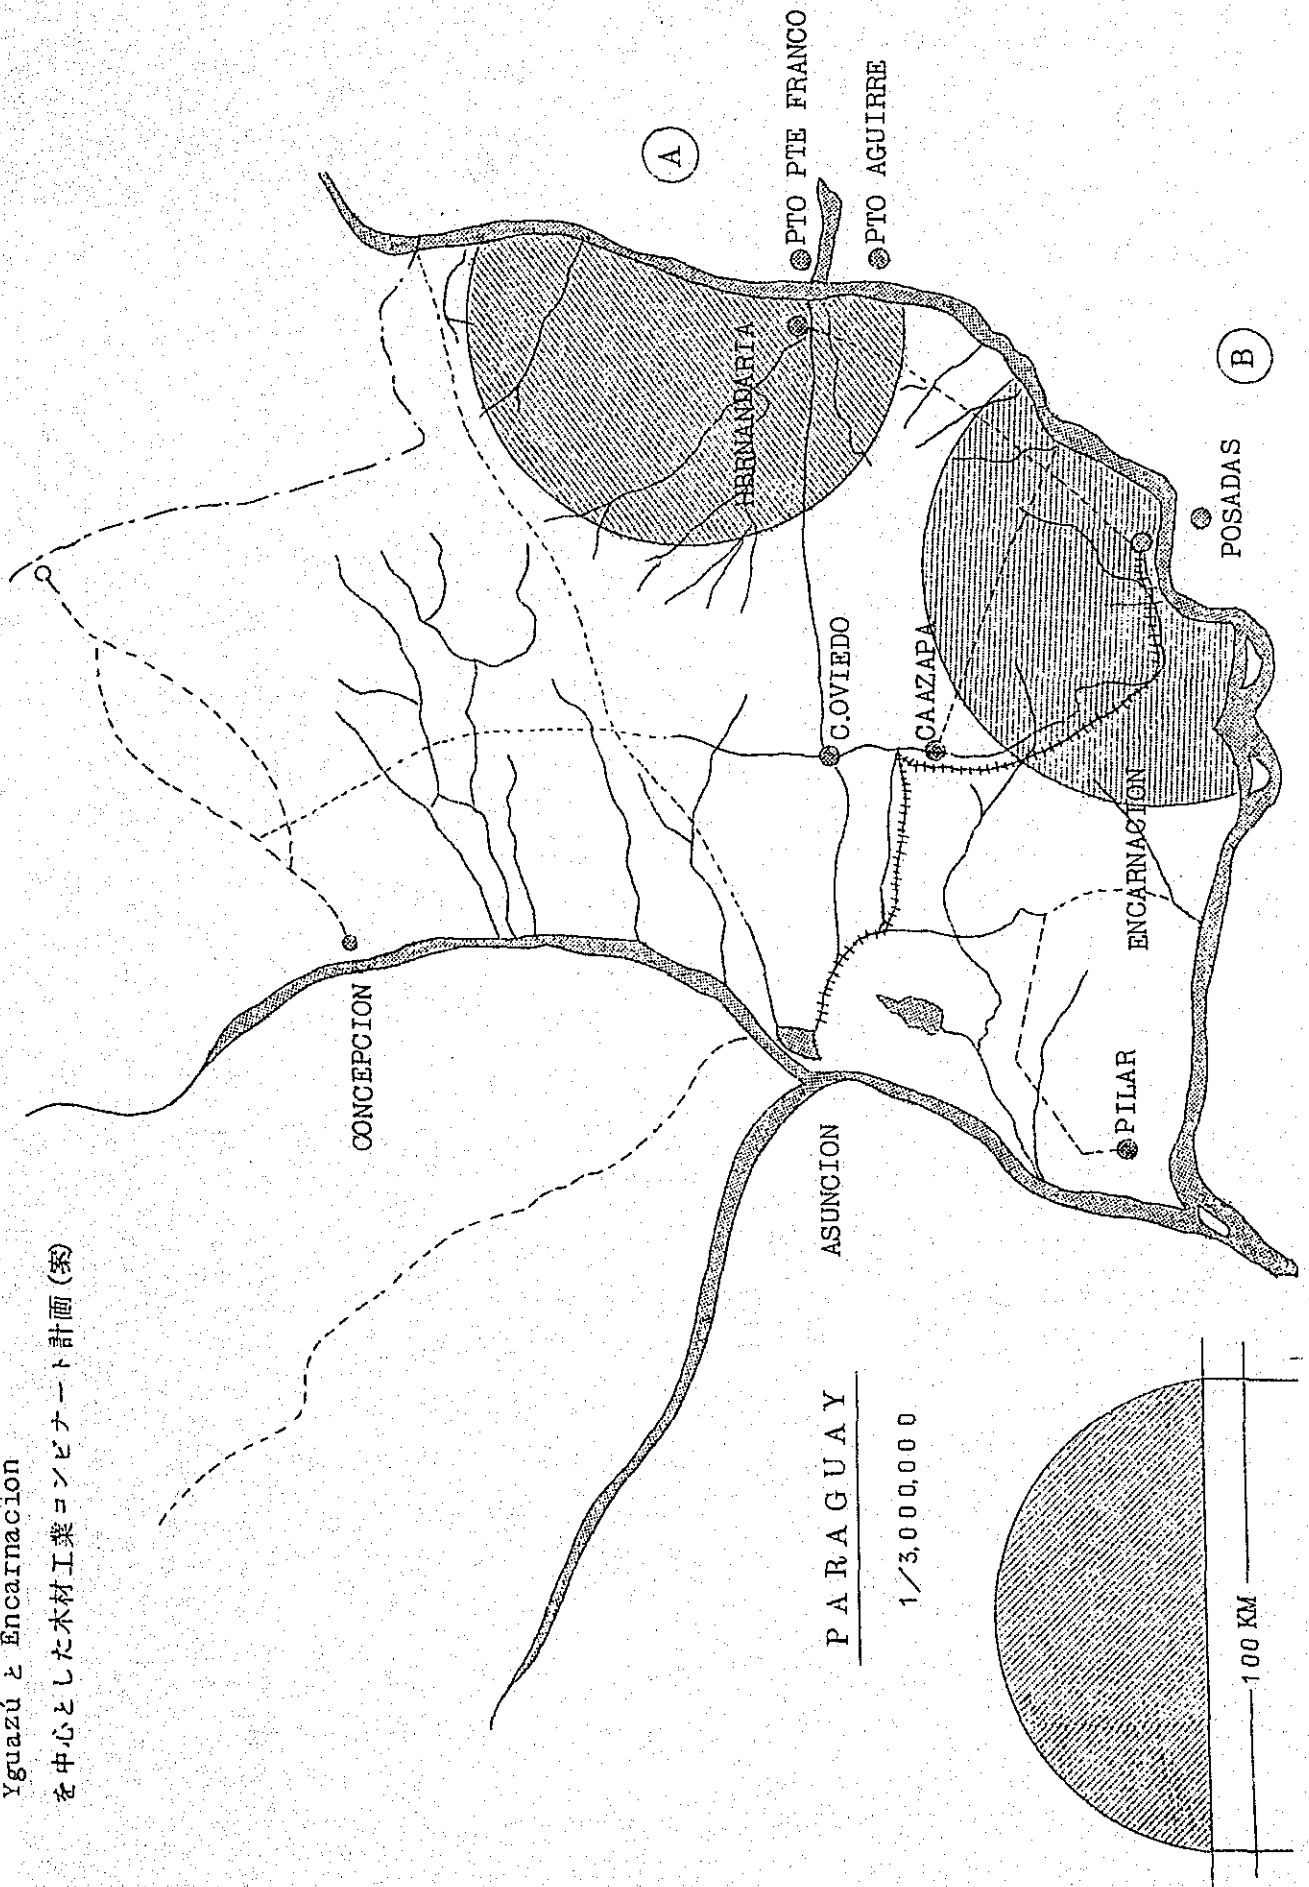 Yguazú と Encarnacion
を中心とした木材工業コンビナート計画(案)
CONCEPCION
ASUNCION
PILAR
ENCARNACION
CAAZAPA
C.OVIEDO
HERNANDARIA
PTO PTE FRANCO
PTO AGUIRRE
POSADAS
A
B
PARAGUAY
1/3,000,000
100 KM